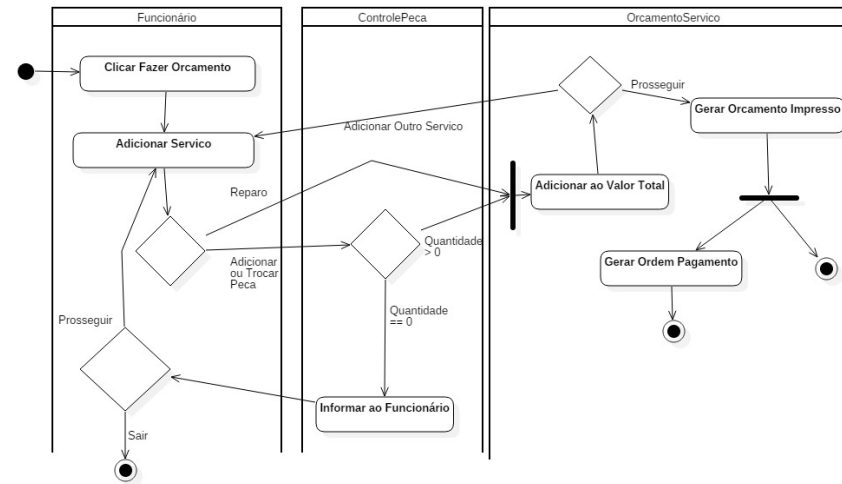 Funcionário
ControlePeca
OrcamentoServico
Clicar Fazer Orcamento
Prosseguir
Gerar Orcamento Impresso
Adicionar Outro Servico
Adicionar Servico
Reparo
Adicionar ao Valor Total
Quantidade
> 0
Adicionar
ou Trocar
Peca
Gerar Ordem Pagamento
Quantidade
== 0
Prosseguir
Informar ao Funcionário
Sair